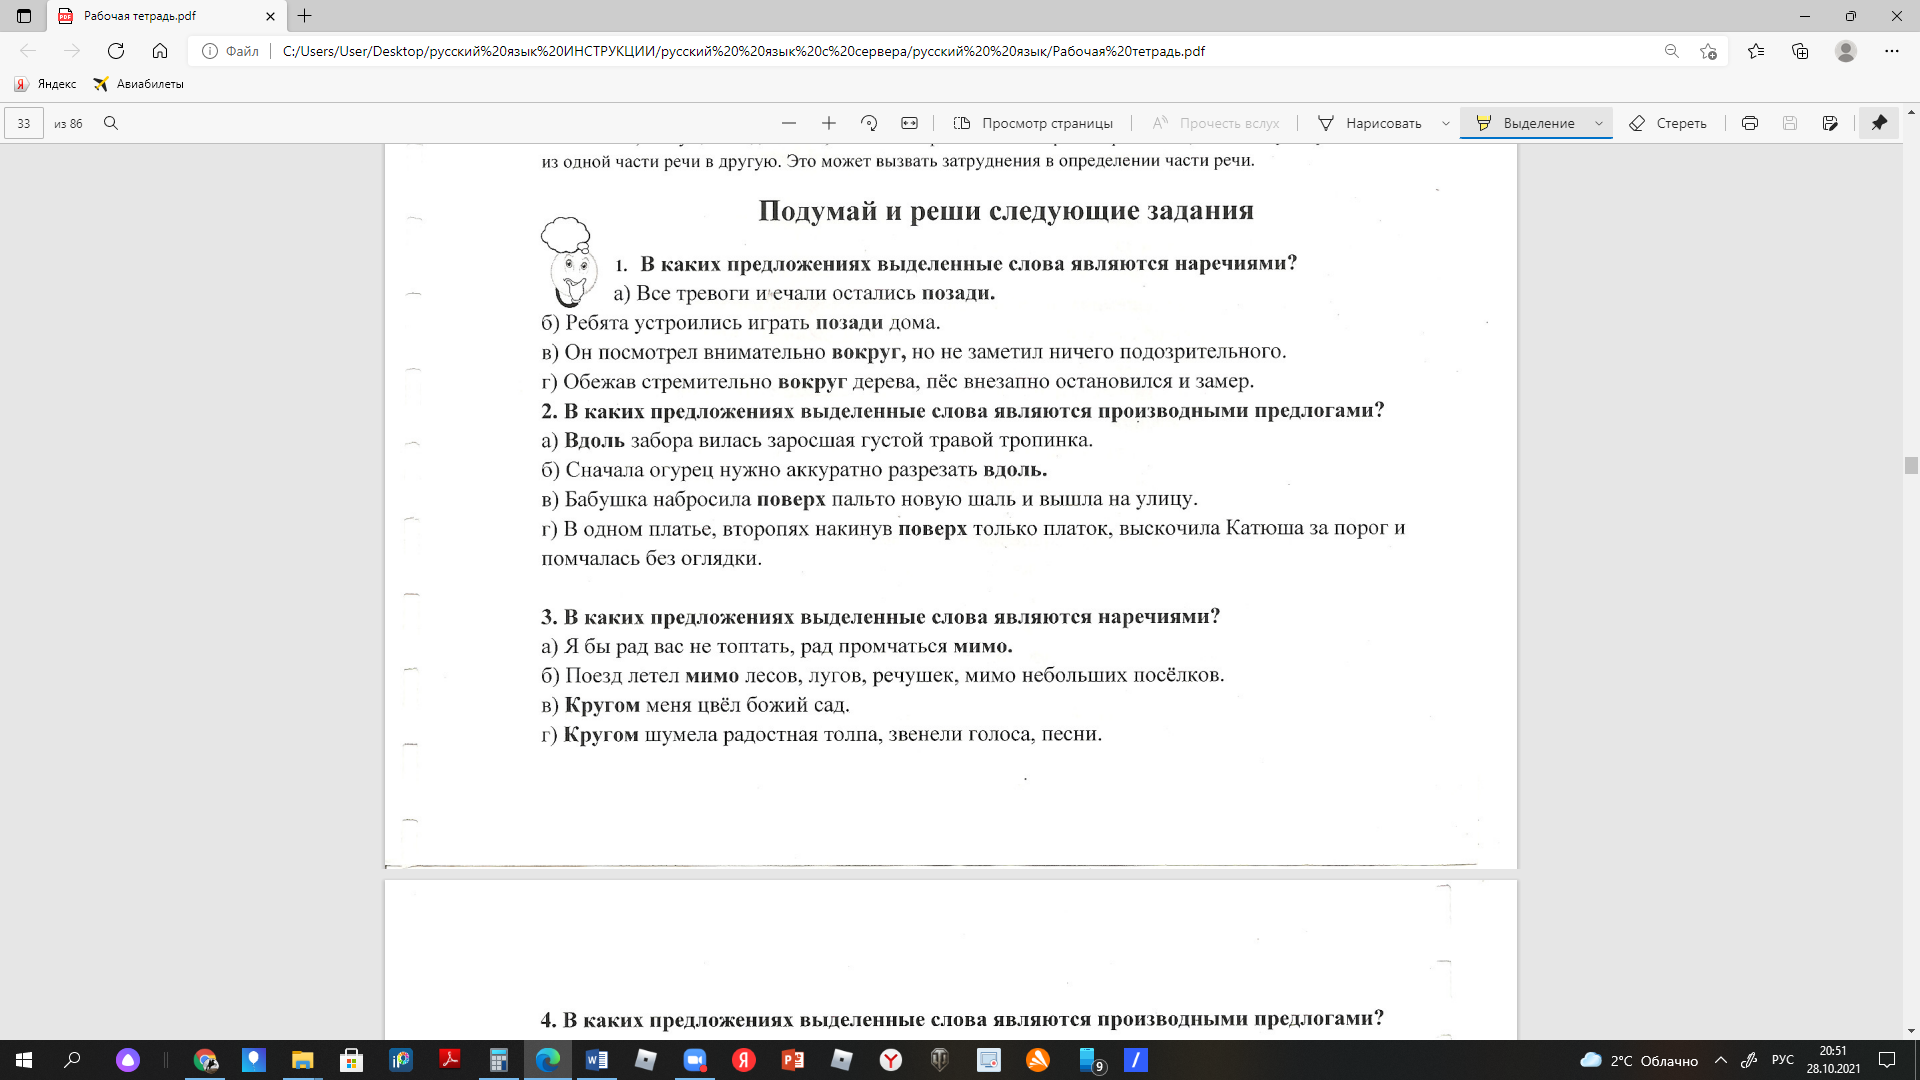 Рабочая тетрадь.pdf
Файл
C:/Users/User/Desktop/русский%20язык%20ИНСТРУКЦИИ/русский%20%20язык%20с%20сервера/русский%20%20язык/Рабочая%20тетрадь.pdf
Яндекс
Авиабилеты
33 из 86
Просмотр страницы
Прочесть вслух
Нарисовать
Выделение
Стереть
из одной части речи в другую. Это может вызвать затруднения в определении части речи.
Подумай и реши следующие задания
1. В каких предложениях выделенные слова являются наречиями?
а) Все тревоги и ечали остались позади.
б) Ребята устроились играть позади дома.
в) Он посмотрел внимательно вокруг, но не заметил ничего подозрительного.
г) Обежав стремительно вокруг дерева, пёс внезапно остановился и замер.
2. В каких предложениях выделенные слова являются производными предлогами?
а) Вдоль забора вилась заросшая густой травой тропинка.
б) Сначала огурец нужно аккуратно разрезать вдоль.
в) Бабушка набросила поверх пальто новую шаль и вышла на улицу.
г) В одном платье, второпях накинув поверх только платок, выскочила Катюша за порог и
помчалась без оглядки.
3. В каких предложениях выделенные слова являются наречиями?
а) Я бы рад вас не топтать, рад промчаться мимо.
б) Поезд летел мимо лесов, лугов, речушек, мимо небольших посёлков.
в) Кругом меня цвёл божий сад.
г) Кругом шумела радостная толпа, звенели голоса, песни.
4. В каких предложениях выделенные слова являются производными предлогами?
2°C Облачно
РУС
20:51
28.10.2021